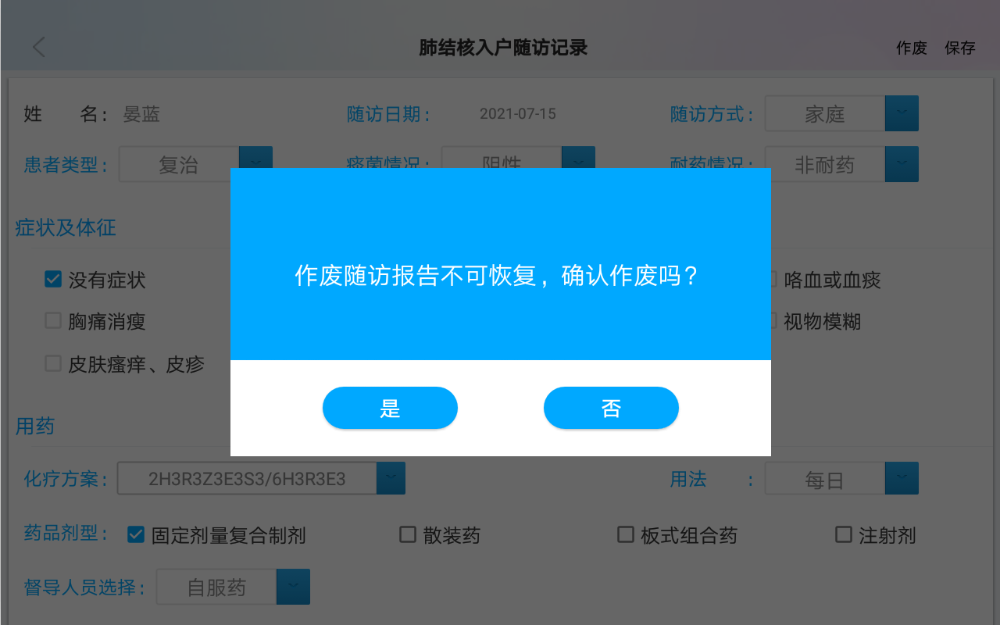 肺结核入户随访记录 作废 保存
姓 名: 晏蓝 随访日期: 2021-07-15 随访方式: 家庭
患者类型: 复治 痰菌情况: 阴性 耐药情况: 非耐药
症状及体征
作废随访报告不可恢复，确认作废吗?
没有症状 咯血或血痰
胸痛消瘦 视物模糊
皮肤瘙痒、皮疹
是 否
用药
化疗方案: 2H3R3Z3E3S3/6H3R3E3 用法 : 每日
药品剂型: 固定剂量复合制剂 散装药 板式组合药 注射剂
督导人员选择: 自服药